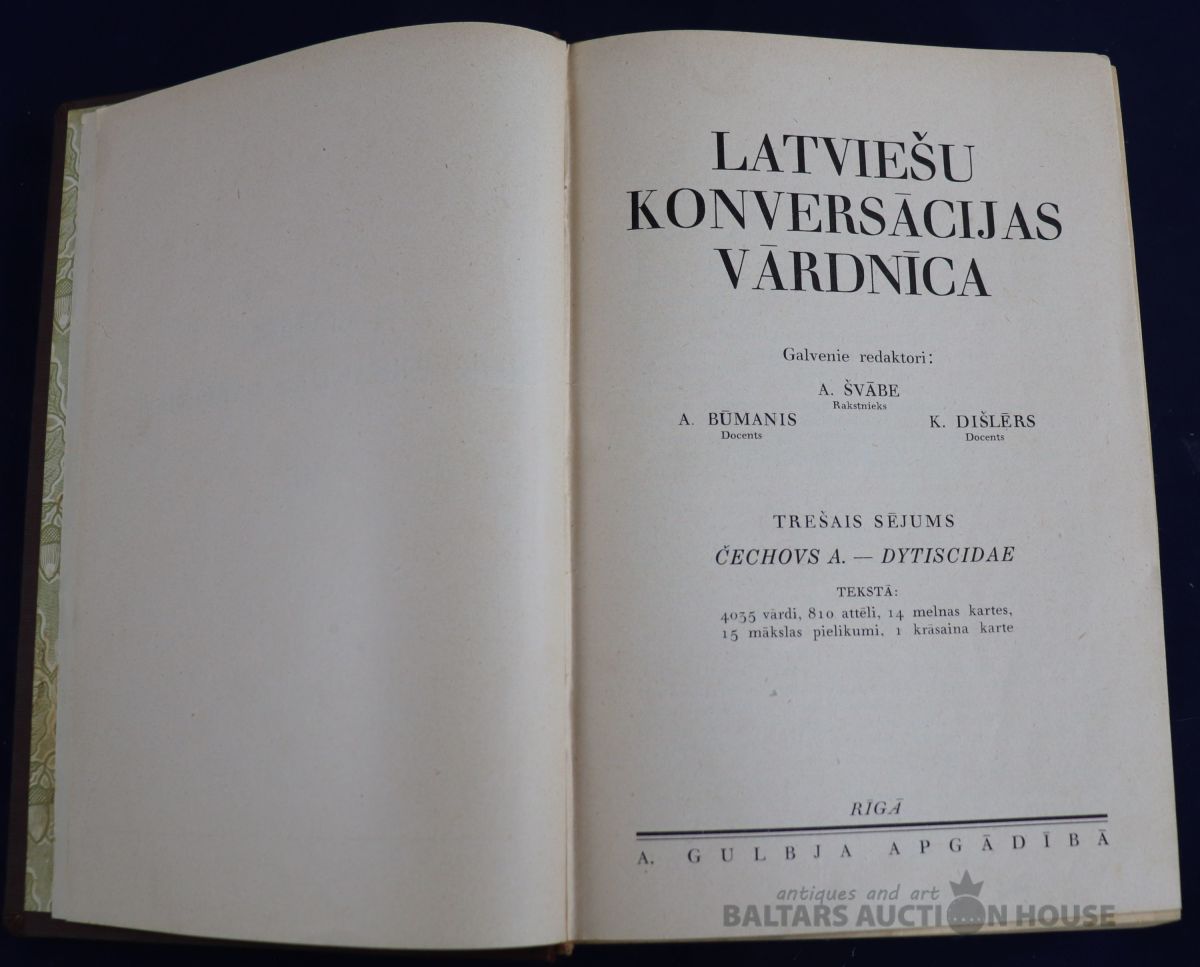 LATVIEŠU
KONVERSĀCIJAS
VĀRDNĪCA
Galvenie redaktori:
A. ŠVĀBE
Rakstnieks
A. BŪMANIS
Docents
K. DIŠLĒRS
Docents
TREŠAIS SĒJUMS
ČECHOVS A. — DYTISCIDAE
TEKSTĀ:
4035 vārdi, 810 attēli, 14 melnas kartes,
15 mākslas pielikumi, 1 krāsaina karte
RĪGĀ
A. GULBJA APGĀDĪBĀ
antiques and art
BALTARS AUCTION HOUSE